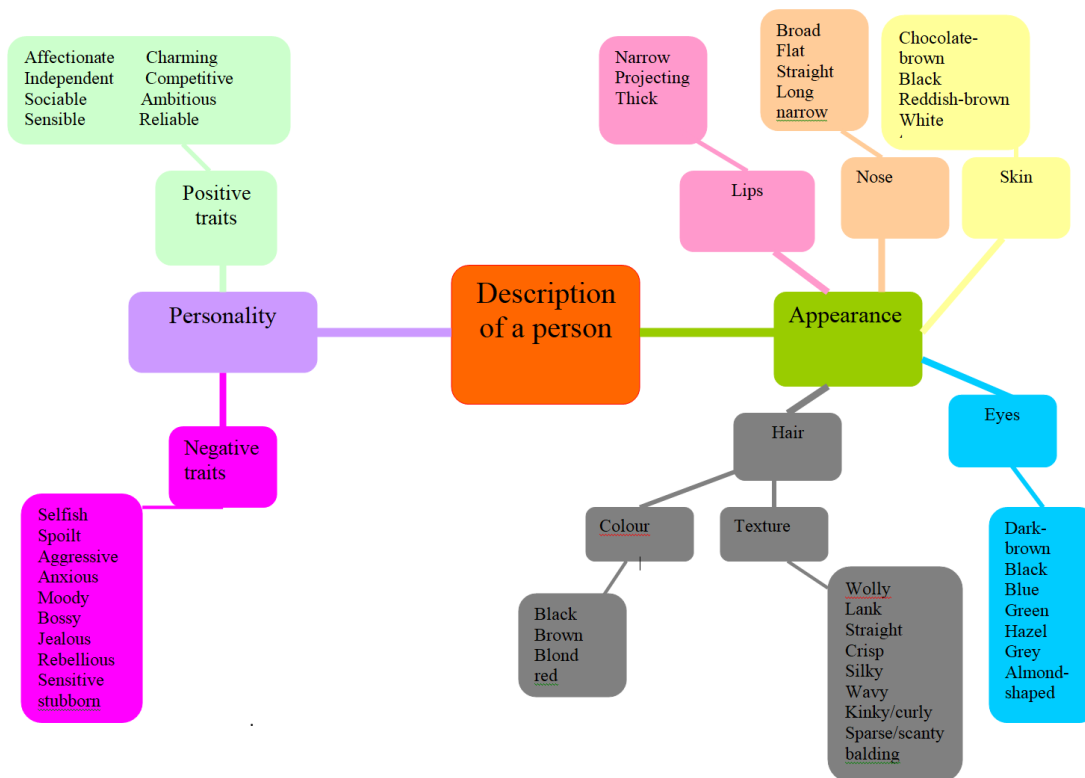 Affectionate Charming
Independent Competitive
Sociable Ambitious
Sensible Reliable
Positive
traits
Personality
Negative
traits
Selfish
Spoilt
Aggressive
Anxious
Moody
Bossy
Jealous
Rebellious
Sensitive
stubborn
Description
of a person
Appearance
Narrow
Projecting
Thick
Lips
Broad
Flat
Straight
Long
narrow
Nose
Chocolate-
brown
Black
Reddish-brown
White
Skin
Eyes
Dark-
brown
Black
Blue
Green
Hazel
Grey
Almond-
shaped
Hair
Colour
Black
Brown
Blond
red
Texture
Wolly
Lank
Straight
Crisp
Silky
Wavy
Kinky/curly
Sparse/scanty
balding